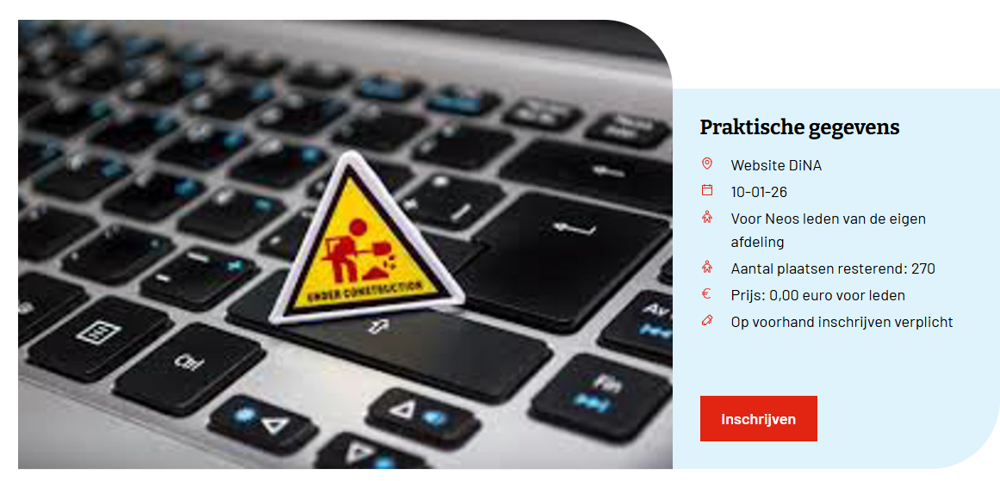 UNDER CONSTRUCTION
Ctrl
Fin
Praktische gegevens
Website DiNA
10-01-26
Voor Neos leden van de eigen
afdeling
Aantal plaatsen resterend: 270
Prijs: 0,00 euro voor leden
Op voorhand inschrijven verplicht
Inschrijven